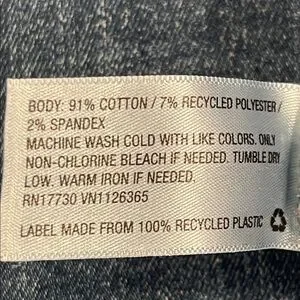 BODY: 91% COTTON / 7% RECYCLED POLYESTER /
2% SPANDEX
MACHINE WASH COLD WITH LIKE COLORS. ONLY
NON-CHLORINE BLEACH IF NEEDED. TUMBLE DRY
LOW. WARM IRON IF NEEDED.
RN17730 VN1126365
LABEL MADE FROM 100% RECYCLED PLASTIC